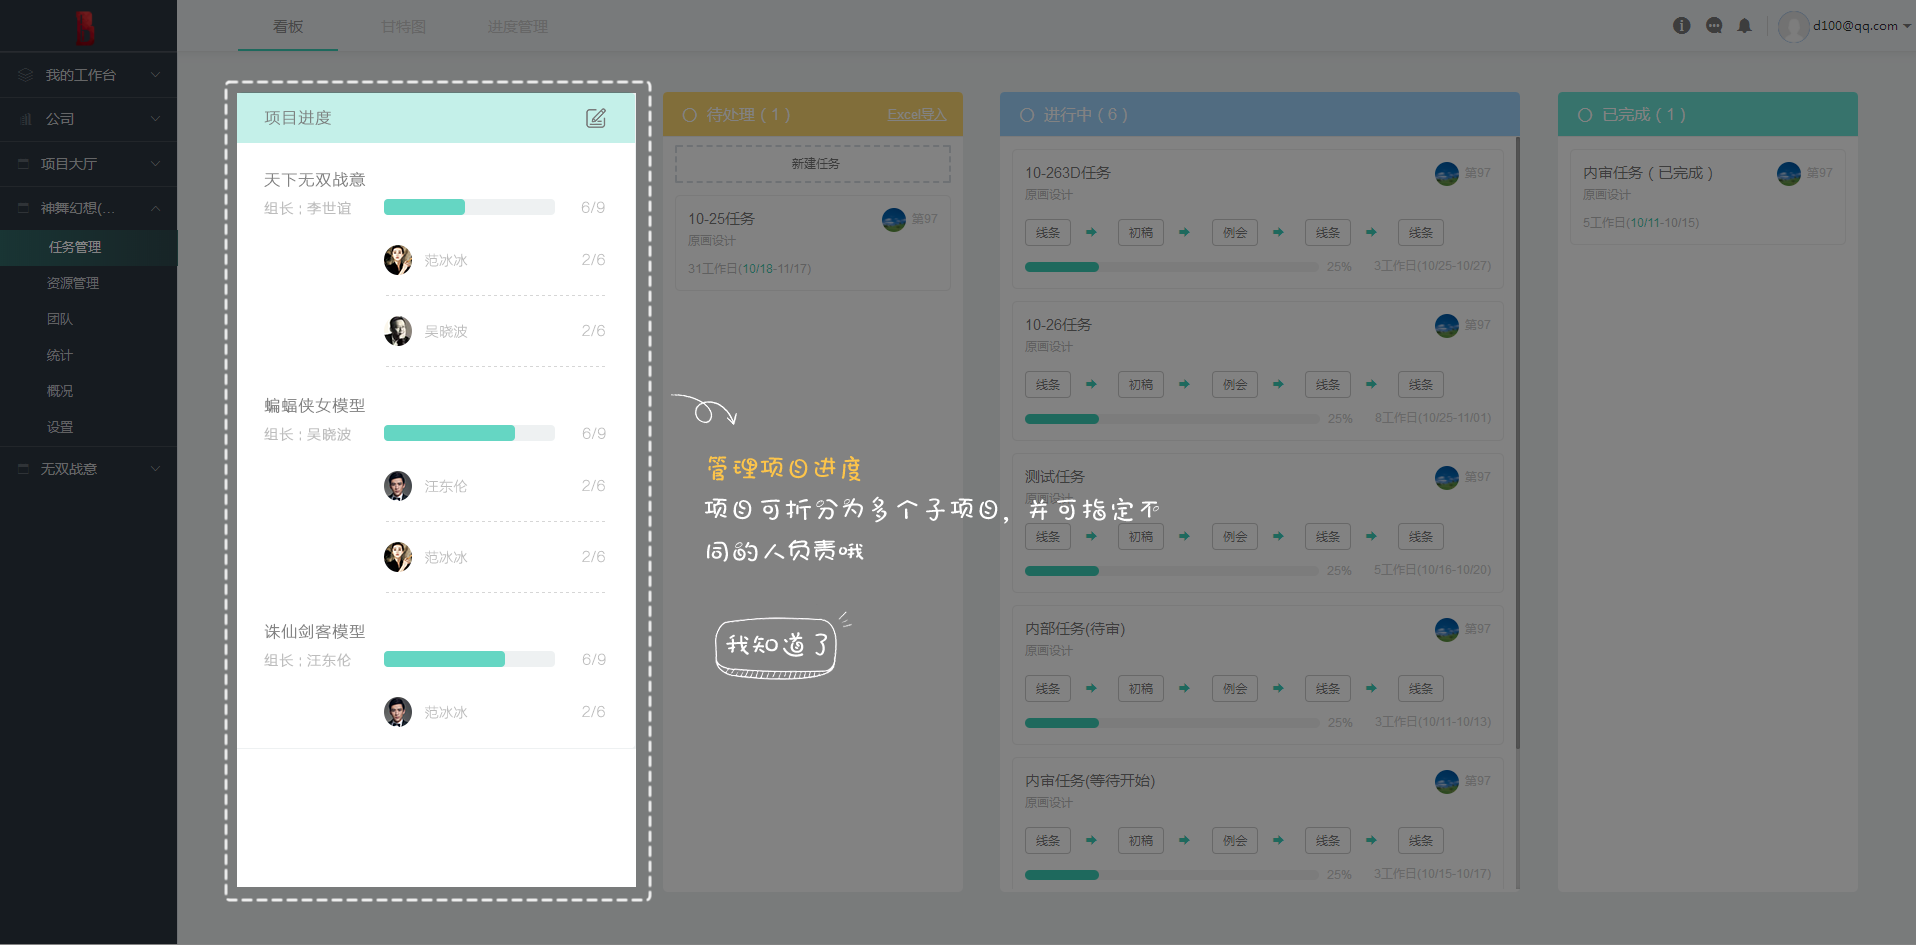 看板
甘特图
进度管理
d100@qq.com
我的工作台
公司
项目大厅
神舞幻想(...
任务管理
资源管理
团队
统计
概况
设置
无双战意
项目进度
天下无双战意
组长 : 李世谊
6/9
范冰冰
2/6
吴晓波
2/6
蝙蝠侠女模型
组长 : 吴晓波
6/9
汪东伦
2/6
范冰冰
2/6
诛仙剑客模型
组长 : 汪东伦
6/9
范冰冰
2/6
待处理 ( 1 )
Excel导入
新建任务
10-25任务
第97
原画设计
31工作日(10/18-11/17)
管理项目进度
项目可折分为多个子项目，并可指定不
同的人负责哦
我知道了
进行中 ( 6 )
10-263D任务
第97
原画设计
线条 初稿 例会 线条 线条
25%
3工作日(10/25-10/27)
10-26任务
第97
原画设计
线条 初稿 例会 线条 线条
25%
8工作日(10/25-11/01)
测试任务
第97
原画设计
线条 初稿 例会 线条 线条
25%
5工作日(10/16-10/20)
内部任务(待审)
第97
原画设计
线条 初稿 例会 线条 线条
25%
3工作日(10/11-10/13)
内审任务(等待开始)
第97
原画设计
线条 初稿 例会 线条 线条
25%
3工作日(10/15-10/17)
已完成 ( 1 )
内审任务 ( 已完成 )
第97
原画设计
5工作日(10/11-10/15)